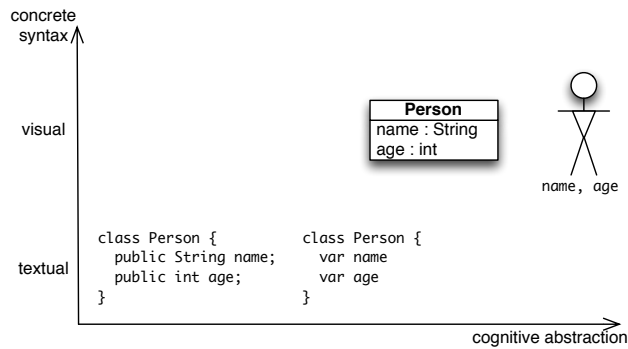 concrete
syntax
visual
Person
name : String
age : int
name, age
textual
class Person {
  public String name;
  public int age;
}
class Person {
  var name
  var age
}
cognitive abstraction